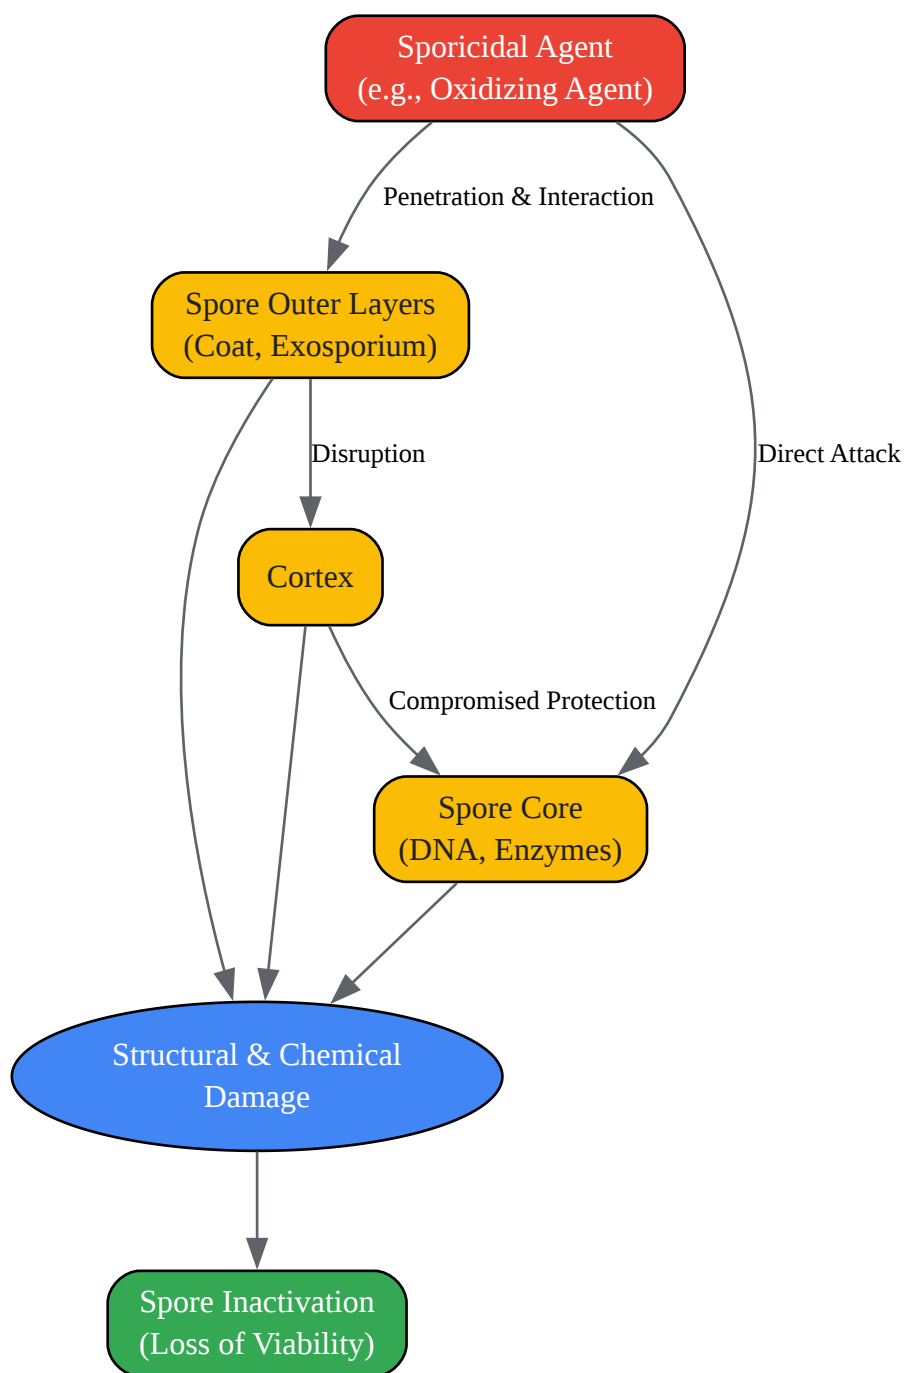 Sporicidal Agent
(e.g., Oxidizing Agent)
Penetration & Interaction
Spore Outer Layers
(Coat, Exosporium)
Disruption
Direct Attack
Cortex
Compromised Protection
Spore Core
(DNA, Enzymes)
Structural & Chemical
Damage
Spore Inactivation
(Loss of Viability)